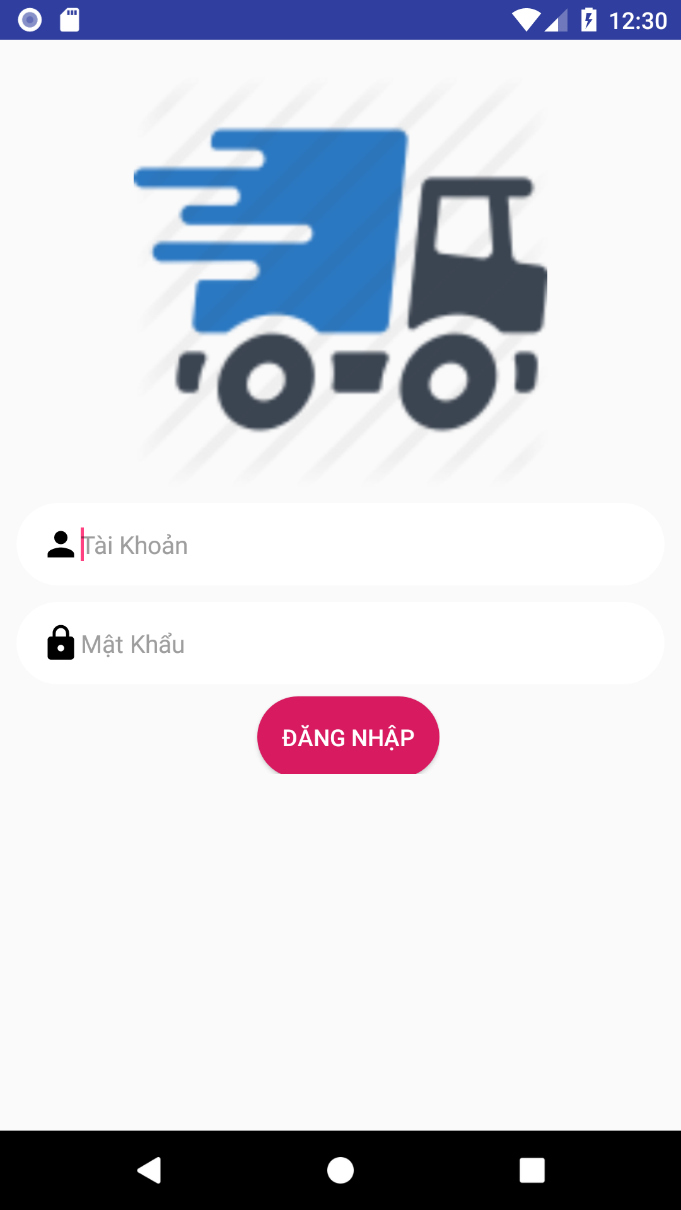 12:30
Tài Khoản
Mật Khẩu
ĐĂNG NHẬP